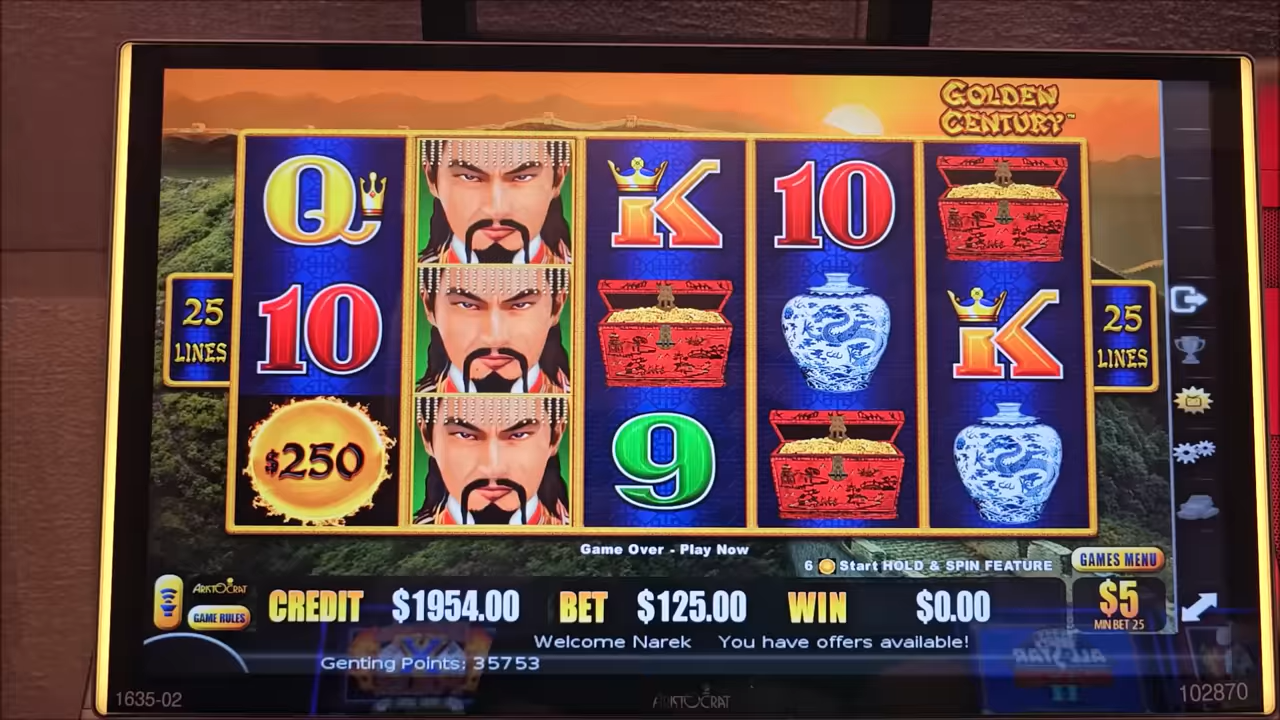 GOLDEN
CENTURY™
Q
K
10
25
LINES
10
K
25
LINES
$250
9
Game Over - Play Now
6 Start HOLD & SPIN FEATURE
GAMES MENU
ARISTOCRAT
GAME RULES
CREDIT $1954.00 BET $125.00 WIN $0.00
$5
MIN BET 25
Welcome Narek You have offers available!
Genting Points: 35753
1635-02
ARISTOCRAT
102870